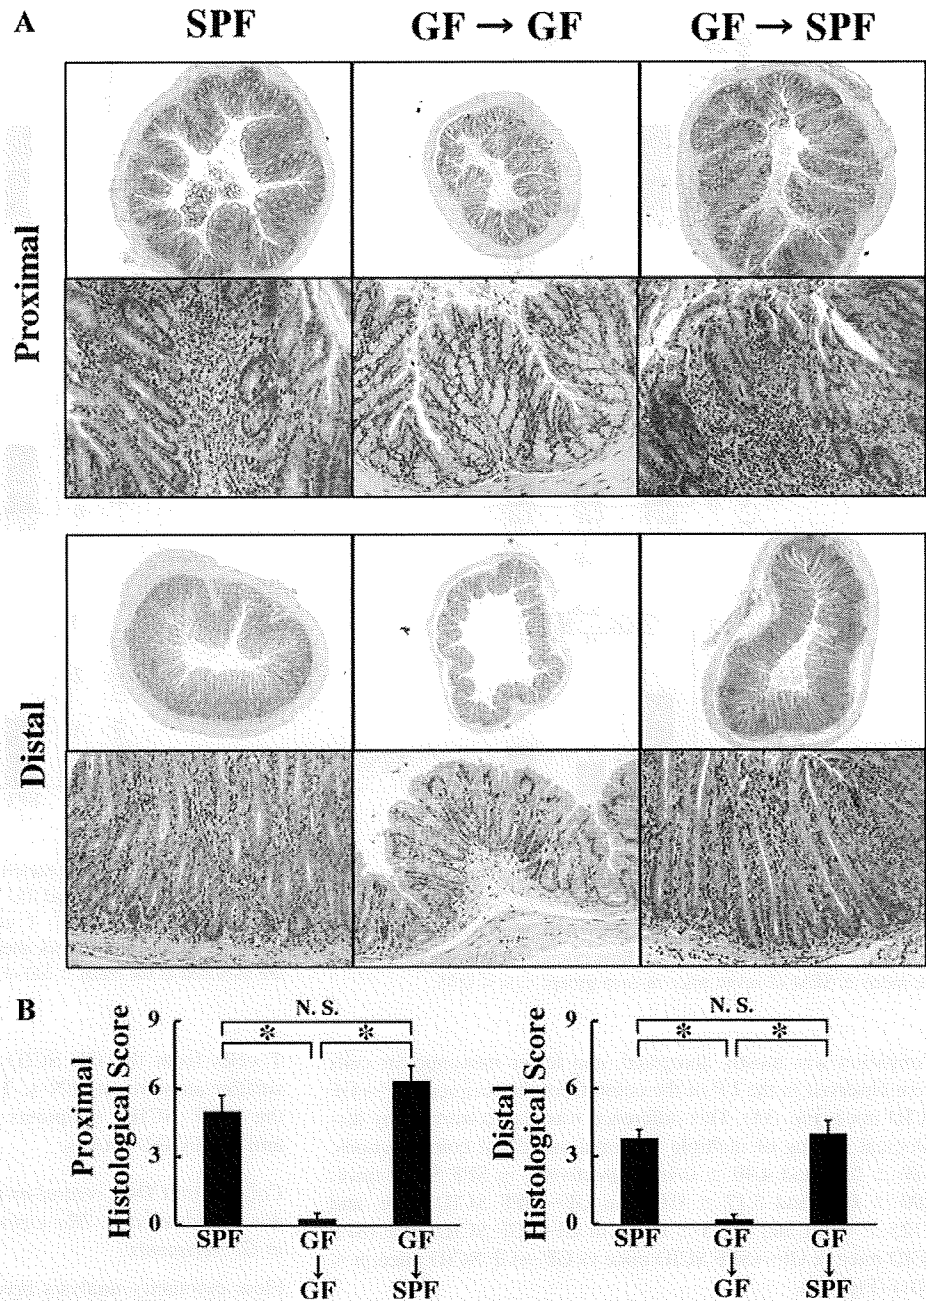 A
SPF
GF → GF
GF → SPF
Proximal
Distal
B
Proximal
Histological Score
9
6
3
0
N. S.
*
*
SPF
GF
↓
GF
GF
↓
SPF
Distal
Histological Score
9
6
3
0
N. S.
*
*
SPF
GF
↓
GF
GF
↓
SPF